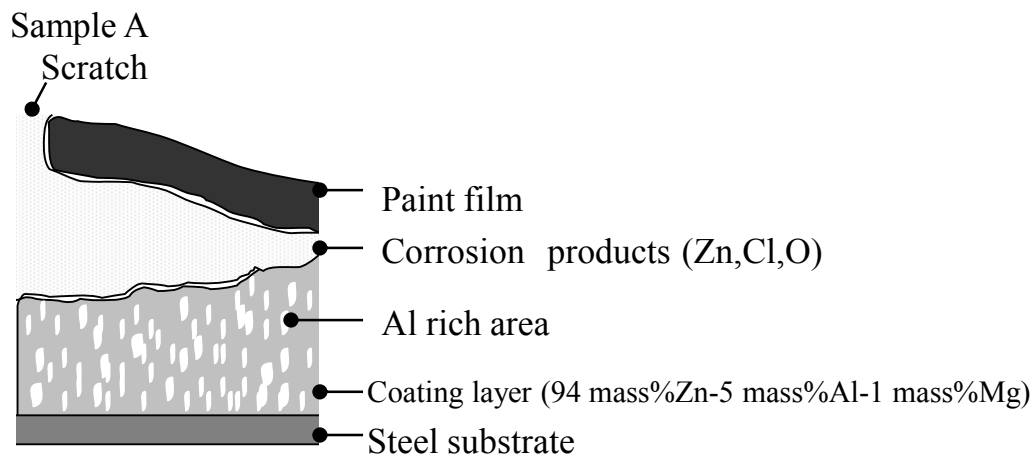 Sample A
Scratch
Paint film
Corrosion products (Zn,Cl,O)
Al rich area
Coating layer (94 mass%Zn-5 mass%Al-1 mass%Mg)
Steel substrate